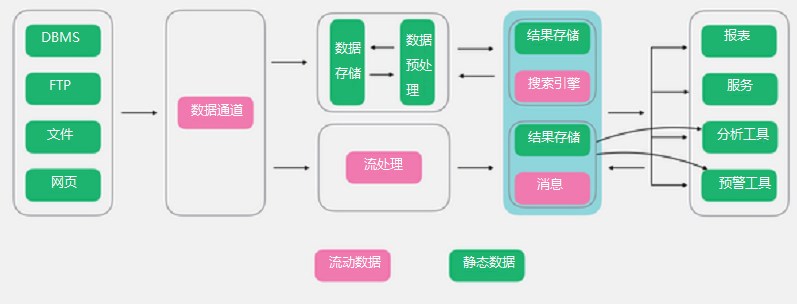 DBMS
FTP
文件
网页
数据通道
数据
存储
数据
预处
理
流处理
结果存储
搜索引擎
结果存储
消息
报表
服务
分析工具
预警工具
流动数据
静态数据